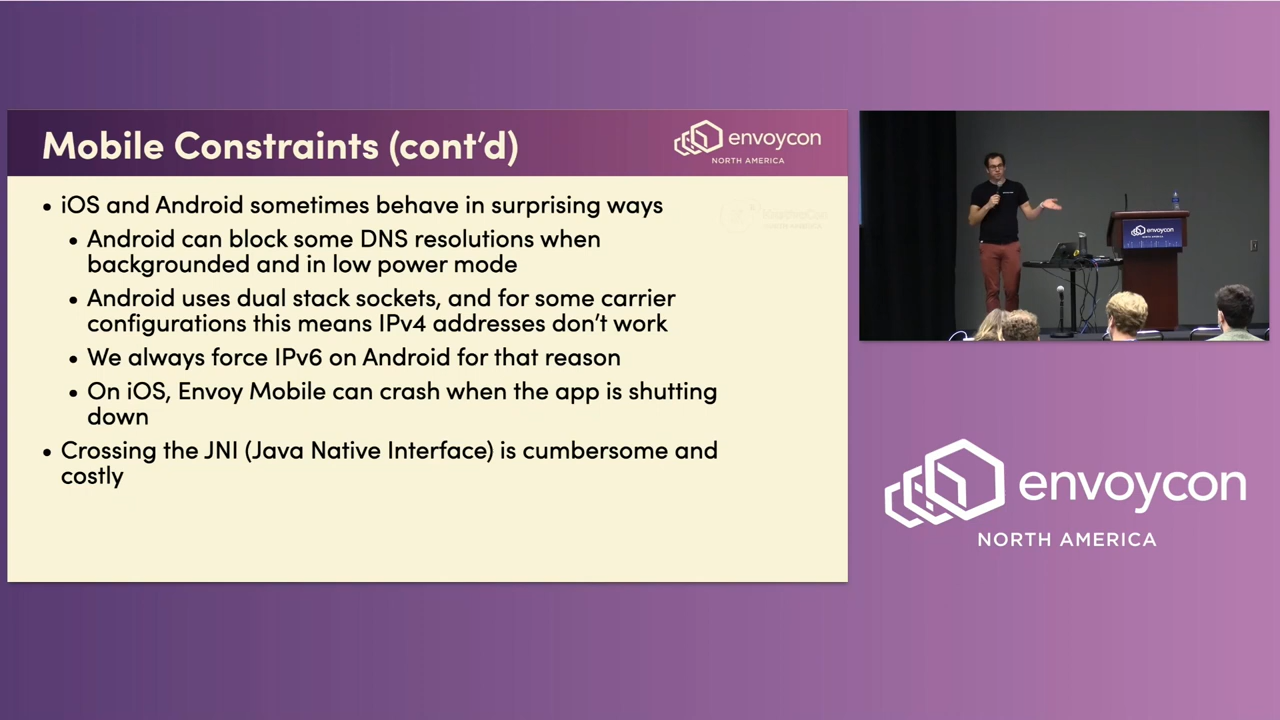 Mobile Constraints (cont’d)
envoycon
NORTH AMERICA
• iOS and Android sometimes behave in surprising ways
• Android can block some DNS resolutions when
backgrounded and in low power mode
• Android uses dual stack sockets, and for some carrier
configurations this means IPv4 addresses don’t work
• We always force IPv6 on Android for that reason
• On iOS, Envoy Mobile can crash when the app is shutting
down
• Crossing the JNI (Java Native Interface) is cumbersome and
costly
envoycon
envoycon
NORTH AMERICA